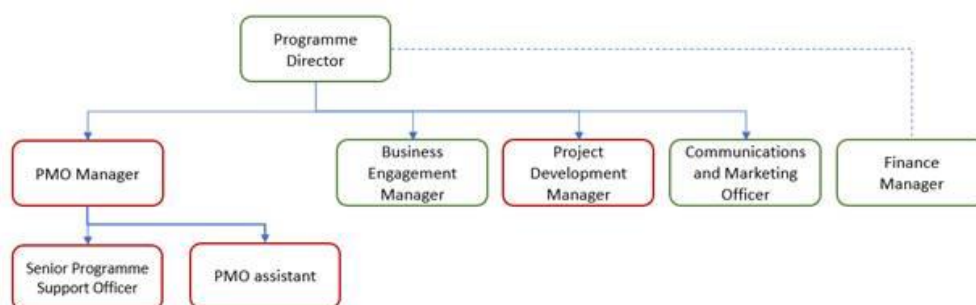 Programme
Director
PMO Manager
Business
Engagement
Manager
Project
Development
Manager
Communications
and Marketing
Officer
Finance
Manager
Senior Programme
Support Officer
PMO assistant